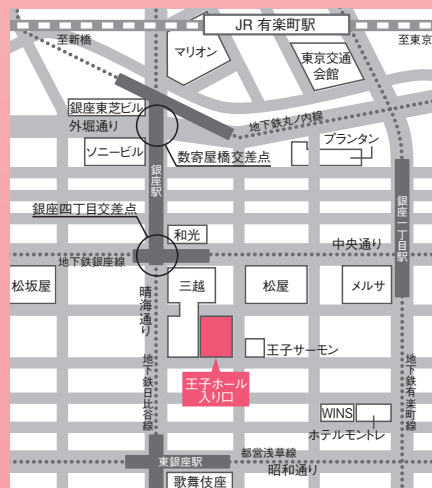 JR 有楽町駅
至新橋
至東京
マリオン
東京交通
会館
銀座東芝ビル
外堀通り
地下鉄丸ノ内線
ソニービル
数寄屋橋交差点
プランタン
銀座駅
銀座一丁目駅
銀座四丁目交差点
和光
中央通り
地下鉄銀座線
松坂屋
晴海通り
三越
松屋
メルサ
王子サーモン
王子ホール
入り口
地下鉄日比谷線
地下鉄有楽町線
WINS
ホテルモントレ
都営浅草線
東銀座駅
昭和通り
歌舞伎座